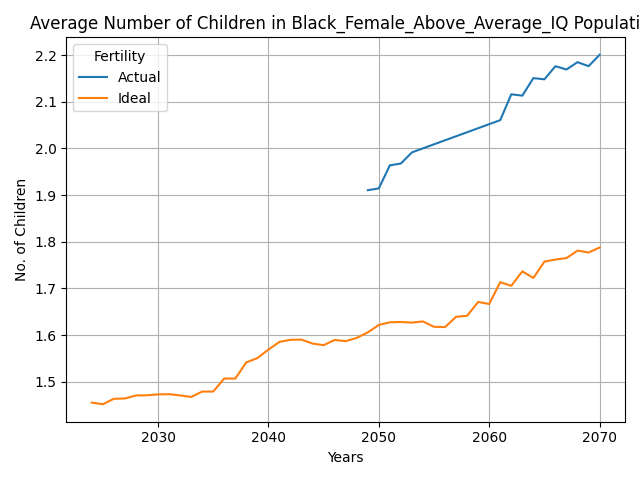 Average Number of Children in Black_Female_Above_Average_IQ Populati
Fertility
Actual
Ideal
2.2
2.1
2.0
1.9
1.8
1.7
1.6
1.5
No. of Children
2030 2040 2050 2060 2070
Years